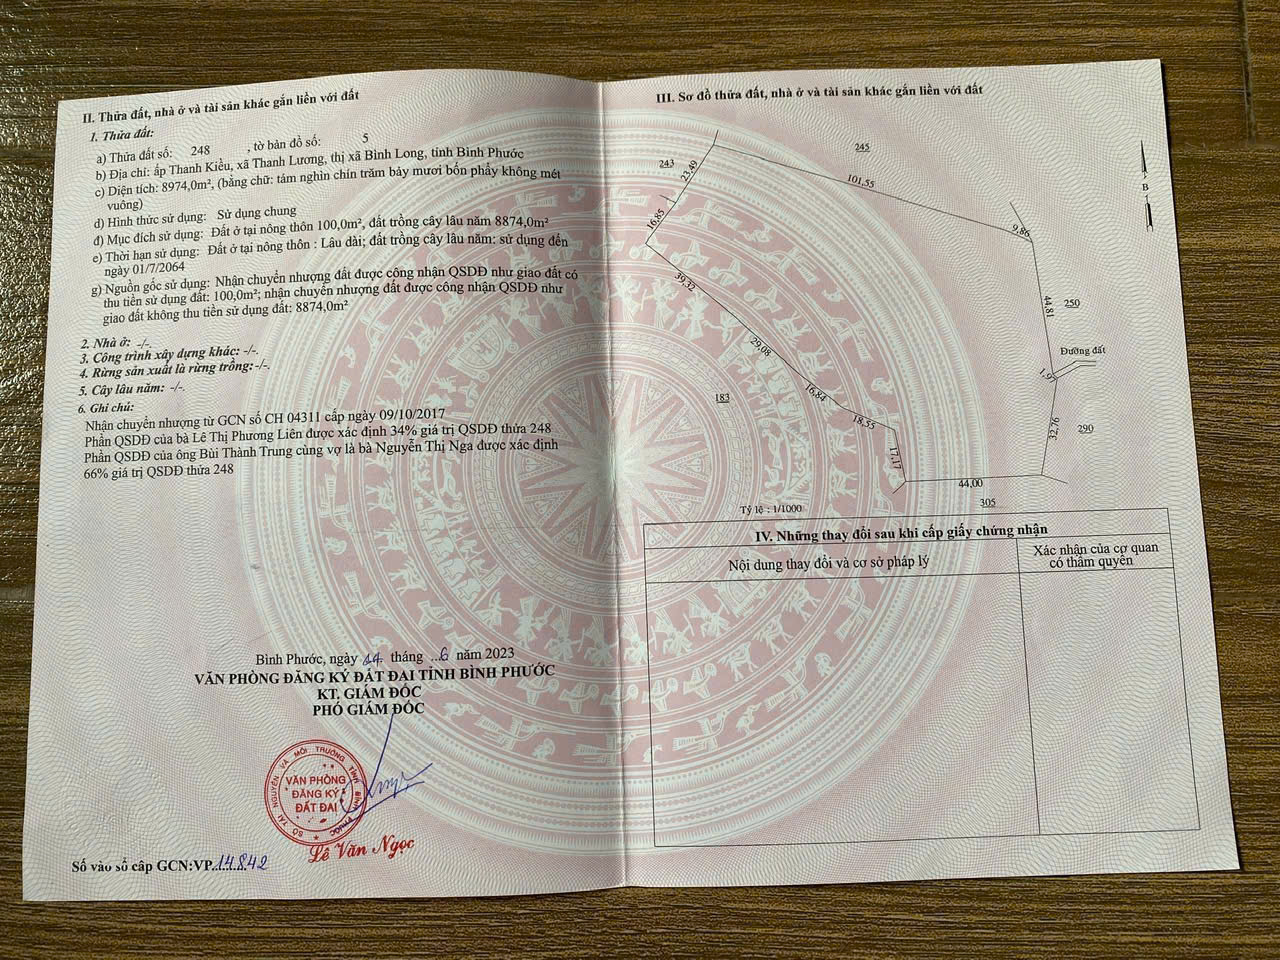 II. Thửa đất, nhà ở và tài sản khác gắn liền với đất
1. Thửa đất:
a) Thửa đất số: 248 , tờ bản đồ số: 5
b) Địa chỉ: ấp Thanh Kiều, xã Thanh Lương, thị xã Bình Long, tỉnh Bình Phước
c) Diện tích: 8974,0m², (bằng chữ: tám nghìn chín trăm bảy mươi bốn phẩy không mét
vuông)
d) Hình thức sử dụng: Sử dụng chung
đ) Mục đích sử dụng: Đất ở tại nông thôn 100,0m², đất trồng cây lâu năm 8874,0m²
e) Thời hạn sử dụng: Đất ở tại nông thôn : Lâu dài; đất trồng cây lâu năm: sử dụng đến
ngày 01/7/2064
g) Nguồn gốc sử dụng: Nhận chuyển nhượng đất được công nhận QSDĐ như giao đất có
thu tiền sử dụng đất: 100,0m²; nhận chuyển nhượng đất được công nhận QSDĐ như
giao đất không thu tiền sử dụng đất: 8874,0m²
2. Nhà ở: -/-.
3. Công trình xây dựng khác: -/-.
4. Rừng sản xuất là rừng trồng:-/-.
5. Cây lâu năm: -/-.
6. Ghi chú:
Nhận chuyển nhượng từ GCN số CH 04311 cấp ngày 09/10/2017
Phần QSDĐ của bà Lê Thị Phương Liên được xác định 34% giá trị QSDĐ thửa 248
Phần QSDĐ của ông Bùi Thành Trung cùng vợ là bà Nguyễn Thị Nga được xác định
66% giá trị QSDĐ thửa 248
Bình Phước, ngày 14 tháng 6 năm 2023
VĂN PHÒNG ĐĂNG KÝ ĐẤT ĐAI TỈNH BÌNH PHƯỚC
KT. GIÁM ĐỐC
PHÓ GIÁM ĐỐC
SỞ TÀI NGUYÊN VÀ MÔI TRƯỜNG TỈNH BÌNH PHƯỚC
VĂN PHÒNG
ĐĂNG KÝ
ĐẤT ĐAI
Lê Văn Ngọc
Số vào sổ cấp GCN:VP.14842
III. Sơ đồ thửa đất, nhà ở và tài sản khác gắn liền với đất
243
245
23,49
101,55
B
16,85
9,86
39,32
44,81
250
Đường đất
29,08
16,84
183
18,55
32,76
290
17,17
44,00
305
Tỷ lệ : 1/1000
IV. Những thay đổi sau khi cấp giấy chứng nhận
Nội dung thay đổi và cơ sở pháp lý
Xác nhận của cơ quan
có thẩm quyền